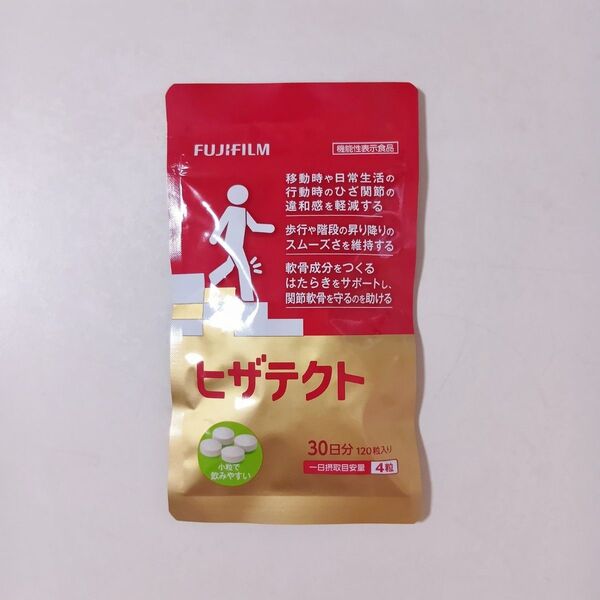 FUJIFILM
機能性表示食品
移動時や日常生活の
行動時のひざ関節の
違和感を軽減する
歩行や階段の昇り降りの
スムーズさを維持する
軟骨成分をつくる
はたらきをサポートし、
関節軟骨を守るのを助ける
ヒザテクト
小粒で
飲みやすい
30日分 120粒入り
一日摂取目安量 4粒